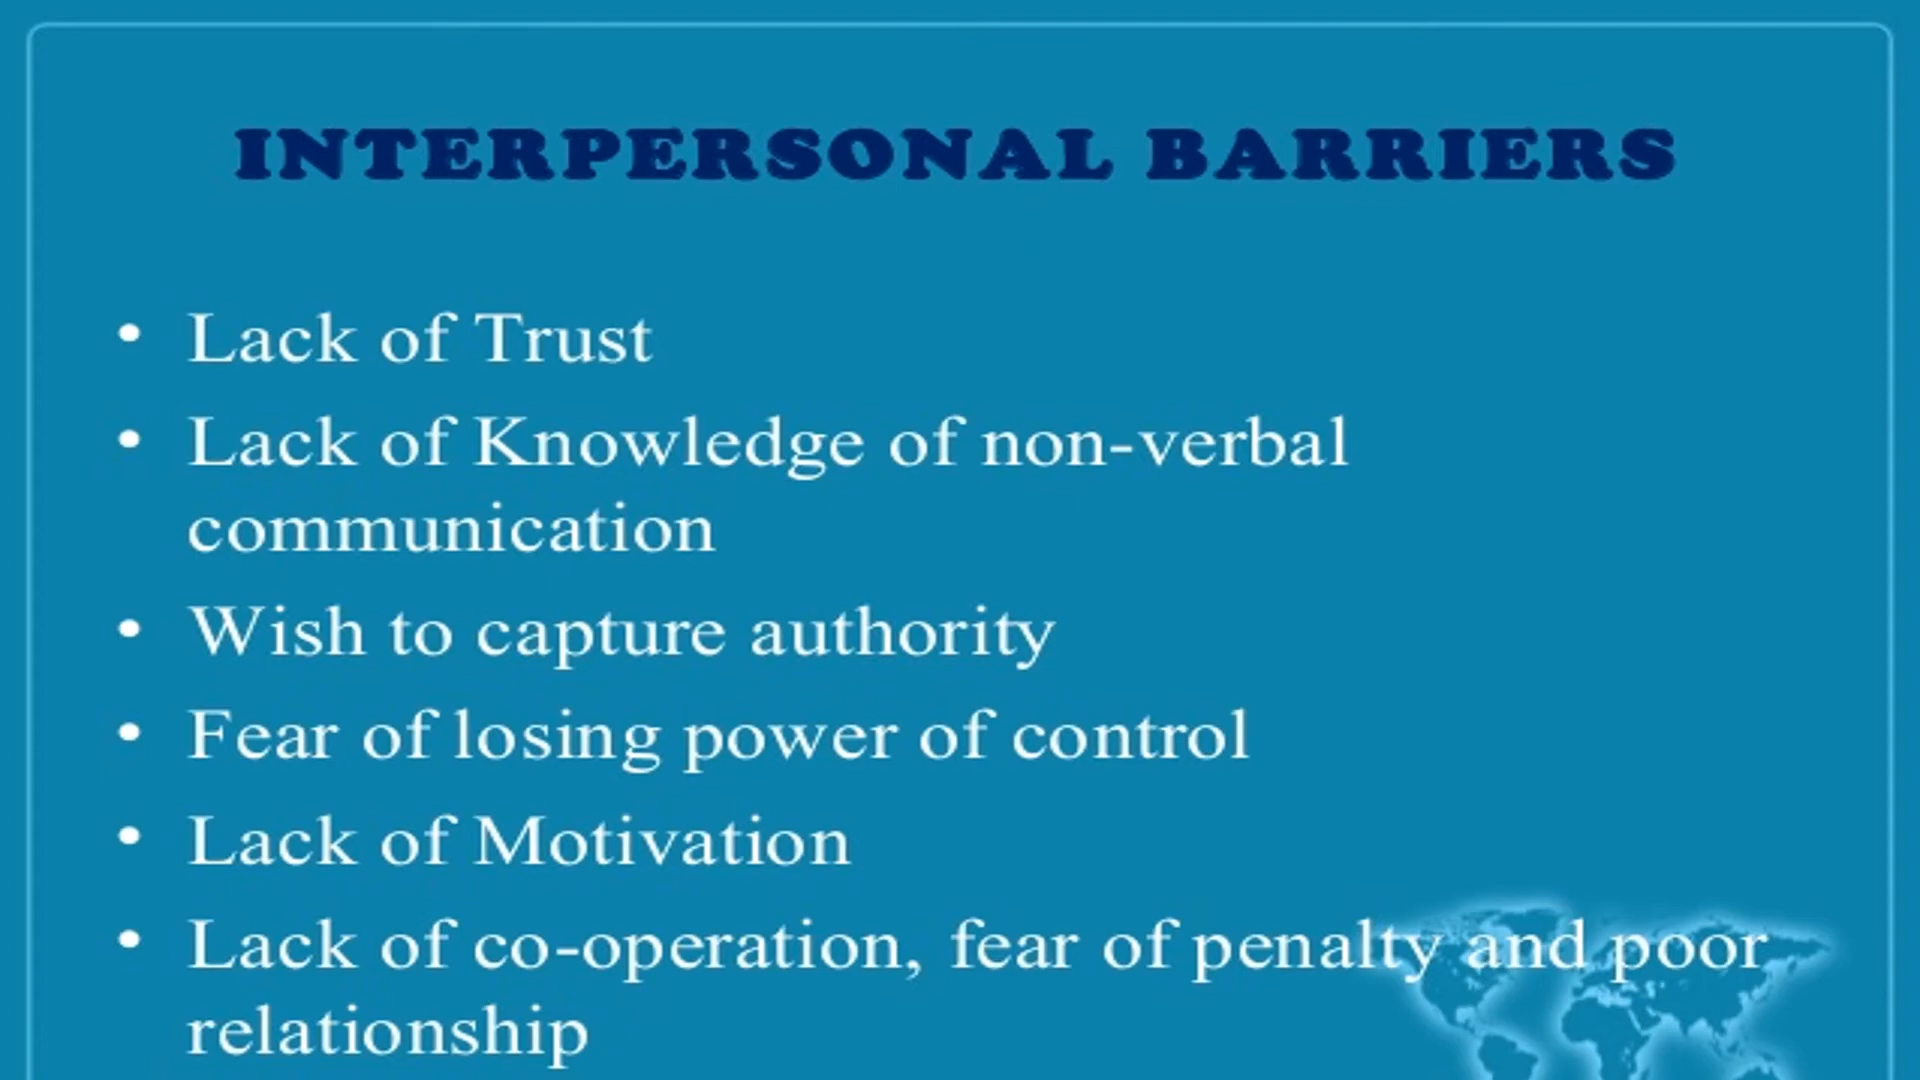 INTERPERSONAL BARRIERS
• Lack of Trust
• Lack of Knowledge of non-verbal
communication
• Wish to capture authority
• Fear of losing power of control
• Lack of Motivation
• Lack of co-operation, fear of penalty and poor
relationship